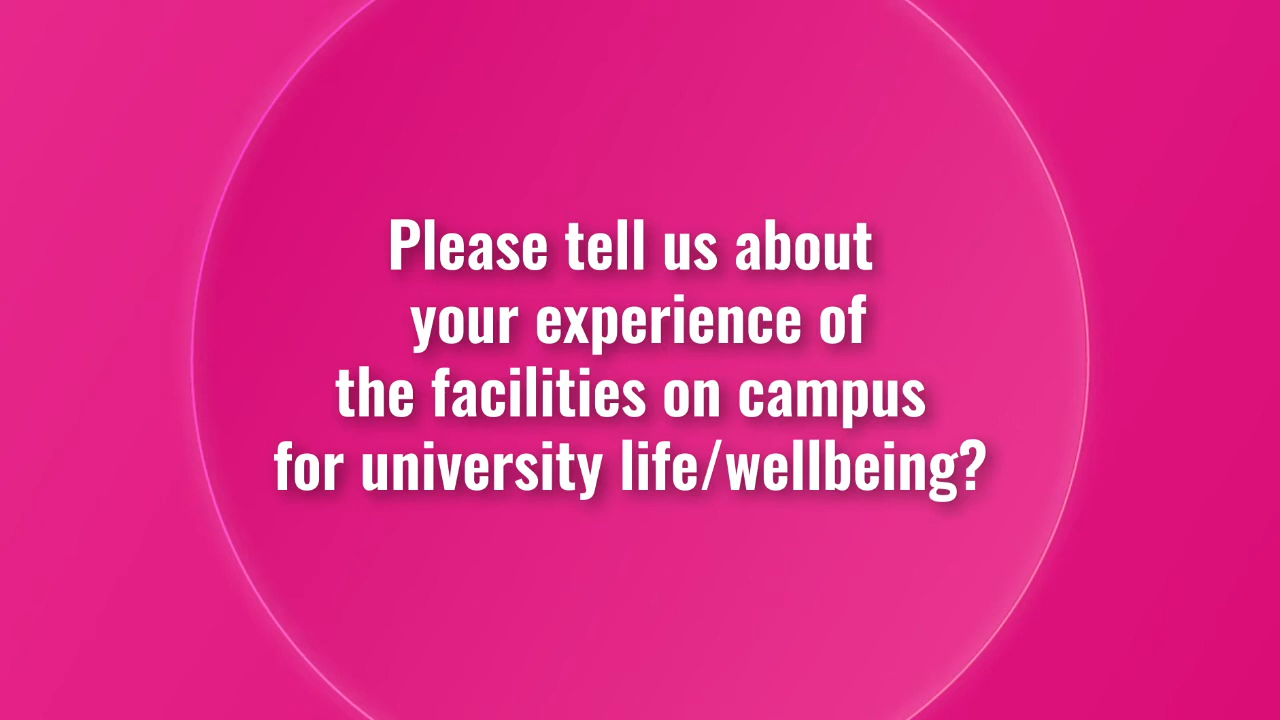 Please tell us about
your experience of
the facilities on campus
for university life/wellbeing?